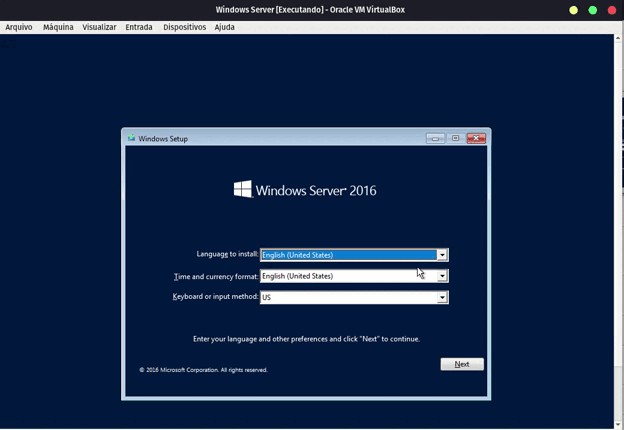 Windows Server [Executando] - Oracle VM VirtualBox
Arquivo Máquina Visualizar Entrada Dispositivos Ajuda
Windows Setup
Windows Server 2016
Language to install: English (United States)
Time and currency format: English (United States)
Keyboard or input method: US
Enter your language and other preferences and click "Next" to continue.
© 2016 Microsoft Corporation. All rights reserved.
Next